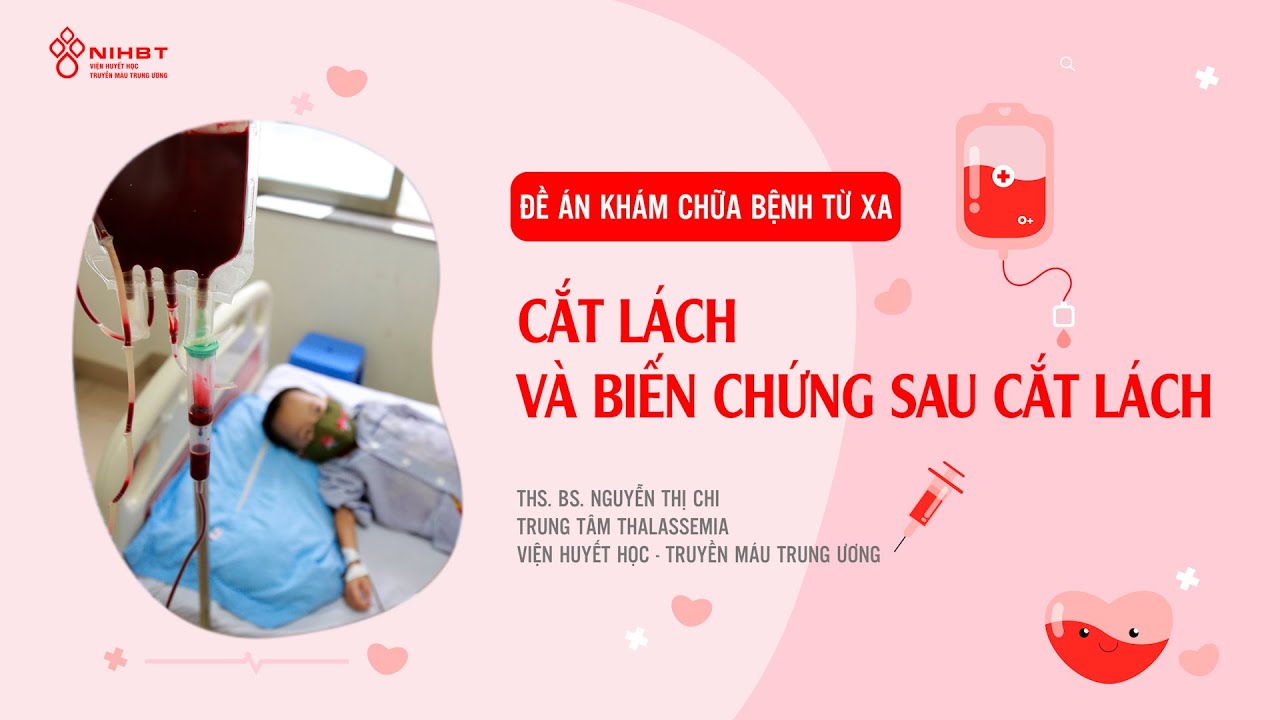 NIHBT
VIỆN HUYẾT HỌC
TRUYỀN MÁU TRUNG ƯƠNG
ĐỀ ÁN KHÁM CHỮA BỆNH TỪ XA
CẮT LÁCH
VÀ BIẾN CHỨNG SAU CẮT LÁCH
THS. BS. NGUYỄN THỊ CHI
TRUNG TÂM THALASSEMIA
VIỆN HUYẾT HỌC - TRUYỀN MÁU TRUNG ƯƠNG
O+